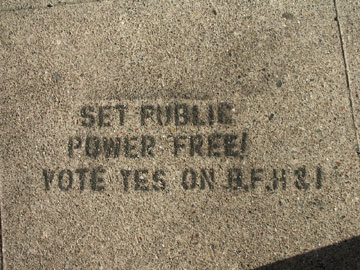 SET PUBLIC
POWER FREE!
VOTE YES ON B,F,H & I